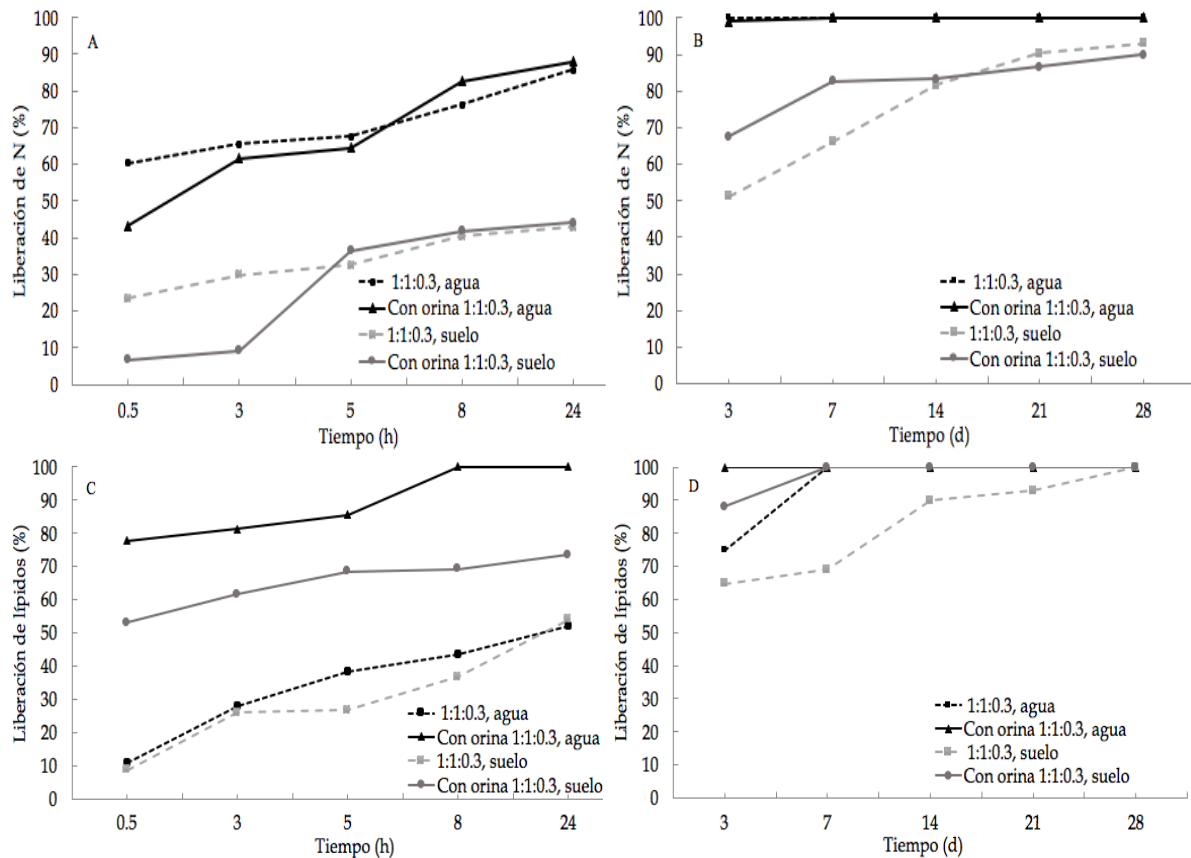 A
Liberación de N (%)
100
90
80
70
60
50
40
30
20
10
0
1:1:0.3, agua
Con orina 1:1:0.3, agua
1:1:0.3, suelo
Con orina 1:1:0.3, suelo
0.5 3 5 8 24
Tiempo (h)
B
Liberación de N (%)
100
90
80
70
60
50
40
30
20
10
0
1:1:0.3, agua
Con orina 1:1:0.3, agua
1:1:0.3, suelo
Con orina 1:1:0.3, suelo
3 7 14 21 28
Tiempo (d)
C
Liberación de lípidos (%)
100
90
80
70
60
50
40
30
20
10
0
1:1:0.3, agua
Con orina 1:1:0.3, agua
1:1:0.3, suelo
Con orina 1:1:0.3, suelo
0.5 3 5 8 24
Tiempo (h)
D
Liberación de lípidos (%)
100
90
80
70
60
50
40
30
20
10
0
1:1:0.3, agua
Con orina 1:1:0.3, agua
1:1:0.3, suelo
Con orina 1:1:0.3, suelo
3 7 14 21 28
Tiempo (d)